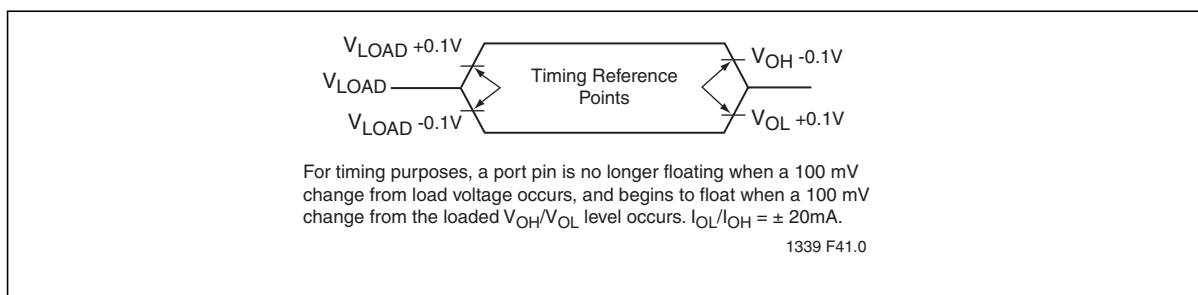 VLOAD +0.1V
VLOAD
VLOAD -0.1V
Timing Reference
Points
VOH -0.1V
VOL +0.1V
For timing purposes, a port pin is no longer floating when a 100 mV
change from load voltage occurs, and begins to float when a 100 mV
change from the loaded VOH/VOL level occurs. IOL/IOH = ± 20mA.
1339 F41.0